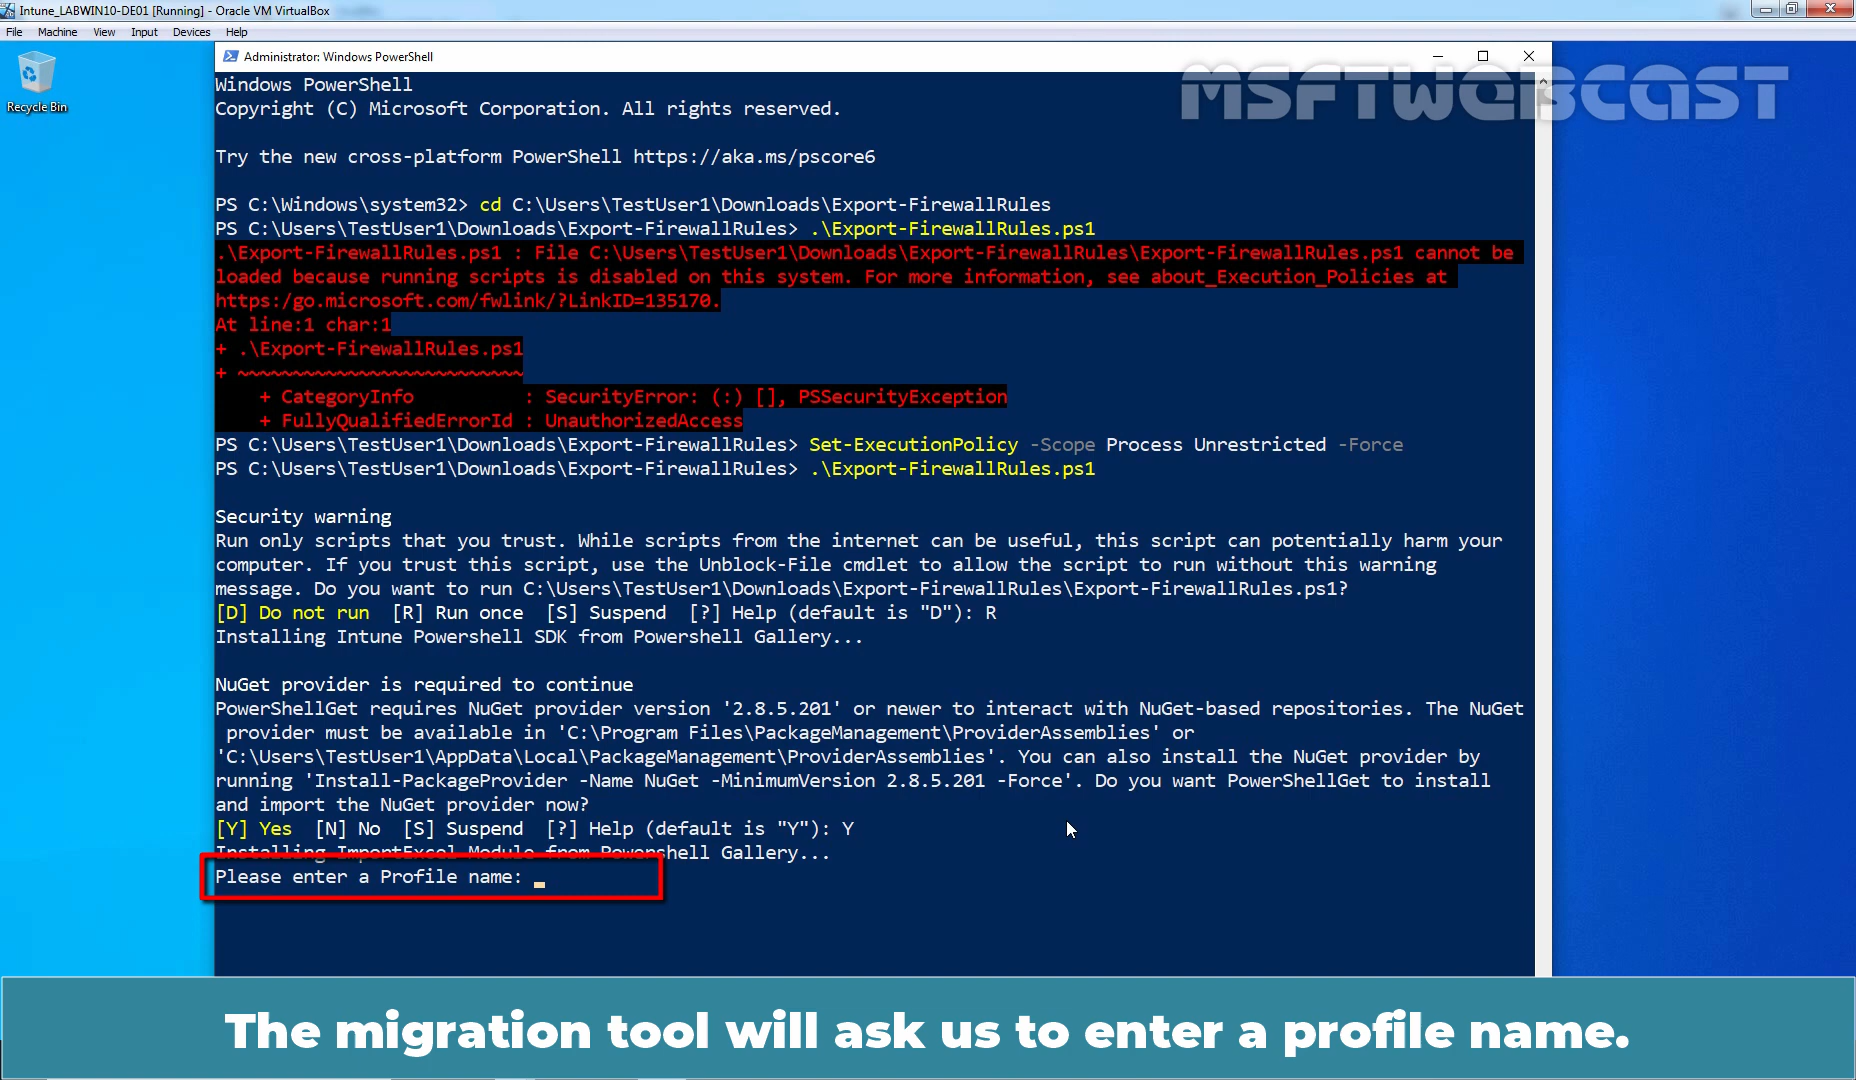 Intune_LABWIN10-DE01 [Running] - Oracle VM VirtualBox
File Machine View Input Devices Help
Recycle Bin
Administrator: Windows PowerShell
MSFTWEBCAST
Windows PowerShell
Copyright (C) Microsoft Corporation. All rights reserved.
Try the new cross-platform PowerShell https://aka.ms/pscore6
PS C:\Windows\system32> cd C:\Users\TestUser1\Downloads\Export-FirewallRules
PS C:\Users\TestUser1\Downloads\Export-FirewallRules> .\Export-FirewallRules.ps1
.\Export-FirewallRules.ps1 : File C:\Users\TestUser1\Downloads\Export-FirewallRules\Export-FirewallRules.ps1 cannot be
loaded because running scripts is disabled on this system. For more information, see about_Execution_Policies at
https:/go.microsoft.com/fwlink/?LinkID=135170.
At line:1 char:1
+ .\Export-FirewallRules.ps1
+ ~~~~~~~~~~~~~~~~~~~~~~~~~~
+ CategoryInfo : SecurityError: (:) [], PSSecurityException
+ FullyQualifiedErrorId : UnauthorizedAccess
PS C:\Users\TestUser1\Downloads\Export-FirewallRules> Set-ExecutionPolicy -Scope Process Unrestricted -Force
PS C:\Users\TestUser1\Downloads\Export-FirewallRules> .\Export-FirewallRules.ps1
Security warning
Run only scripts that you trust. While scripts from the internet can be useful, this script can potentially harm your
computer. If you trust this script, use the Unblock-File cmdlet to allow the script to run without this warning
message. Do you want to run C:\Users\TestUser1\Downloads\Export-FirewallRules\Export-FirewallRules.ps1?
[D] Do not run [R] Run once [S] Suspend [?] Help (default is "D"): R
Installing Intune Powershell SDK from Powershell Gallery...
NuGet provider is required to continue
PowerShellGet requires NuGet provider version '2.8.5.201' or newer to interact with NuGet-based repositories. The NuGet
provider must be available in 'C:\Program Files\PackageManagement\ProviderAssemblies' or
'C:\Users\TestUser1\AppData\Local\PackageManagement\ProviderAssemblies'. You can also install the NuGet provider by
running 'Install-PackageProvider -Name NuGet -MinimumVersion 2.8.5.201 -Force'. Do you want PowerShellGet to install
and import the NuGet provider now?
[Y] Yes [N] No [S] Suspend [?] Help (default is "Y"): Y
Installing ImportExcel Module from Powershell Gallery...
Please enter a Profile name:
The migration tool will ask us to enter a profile name.